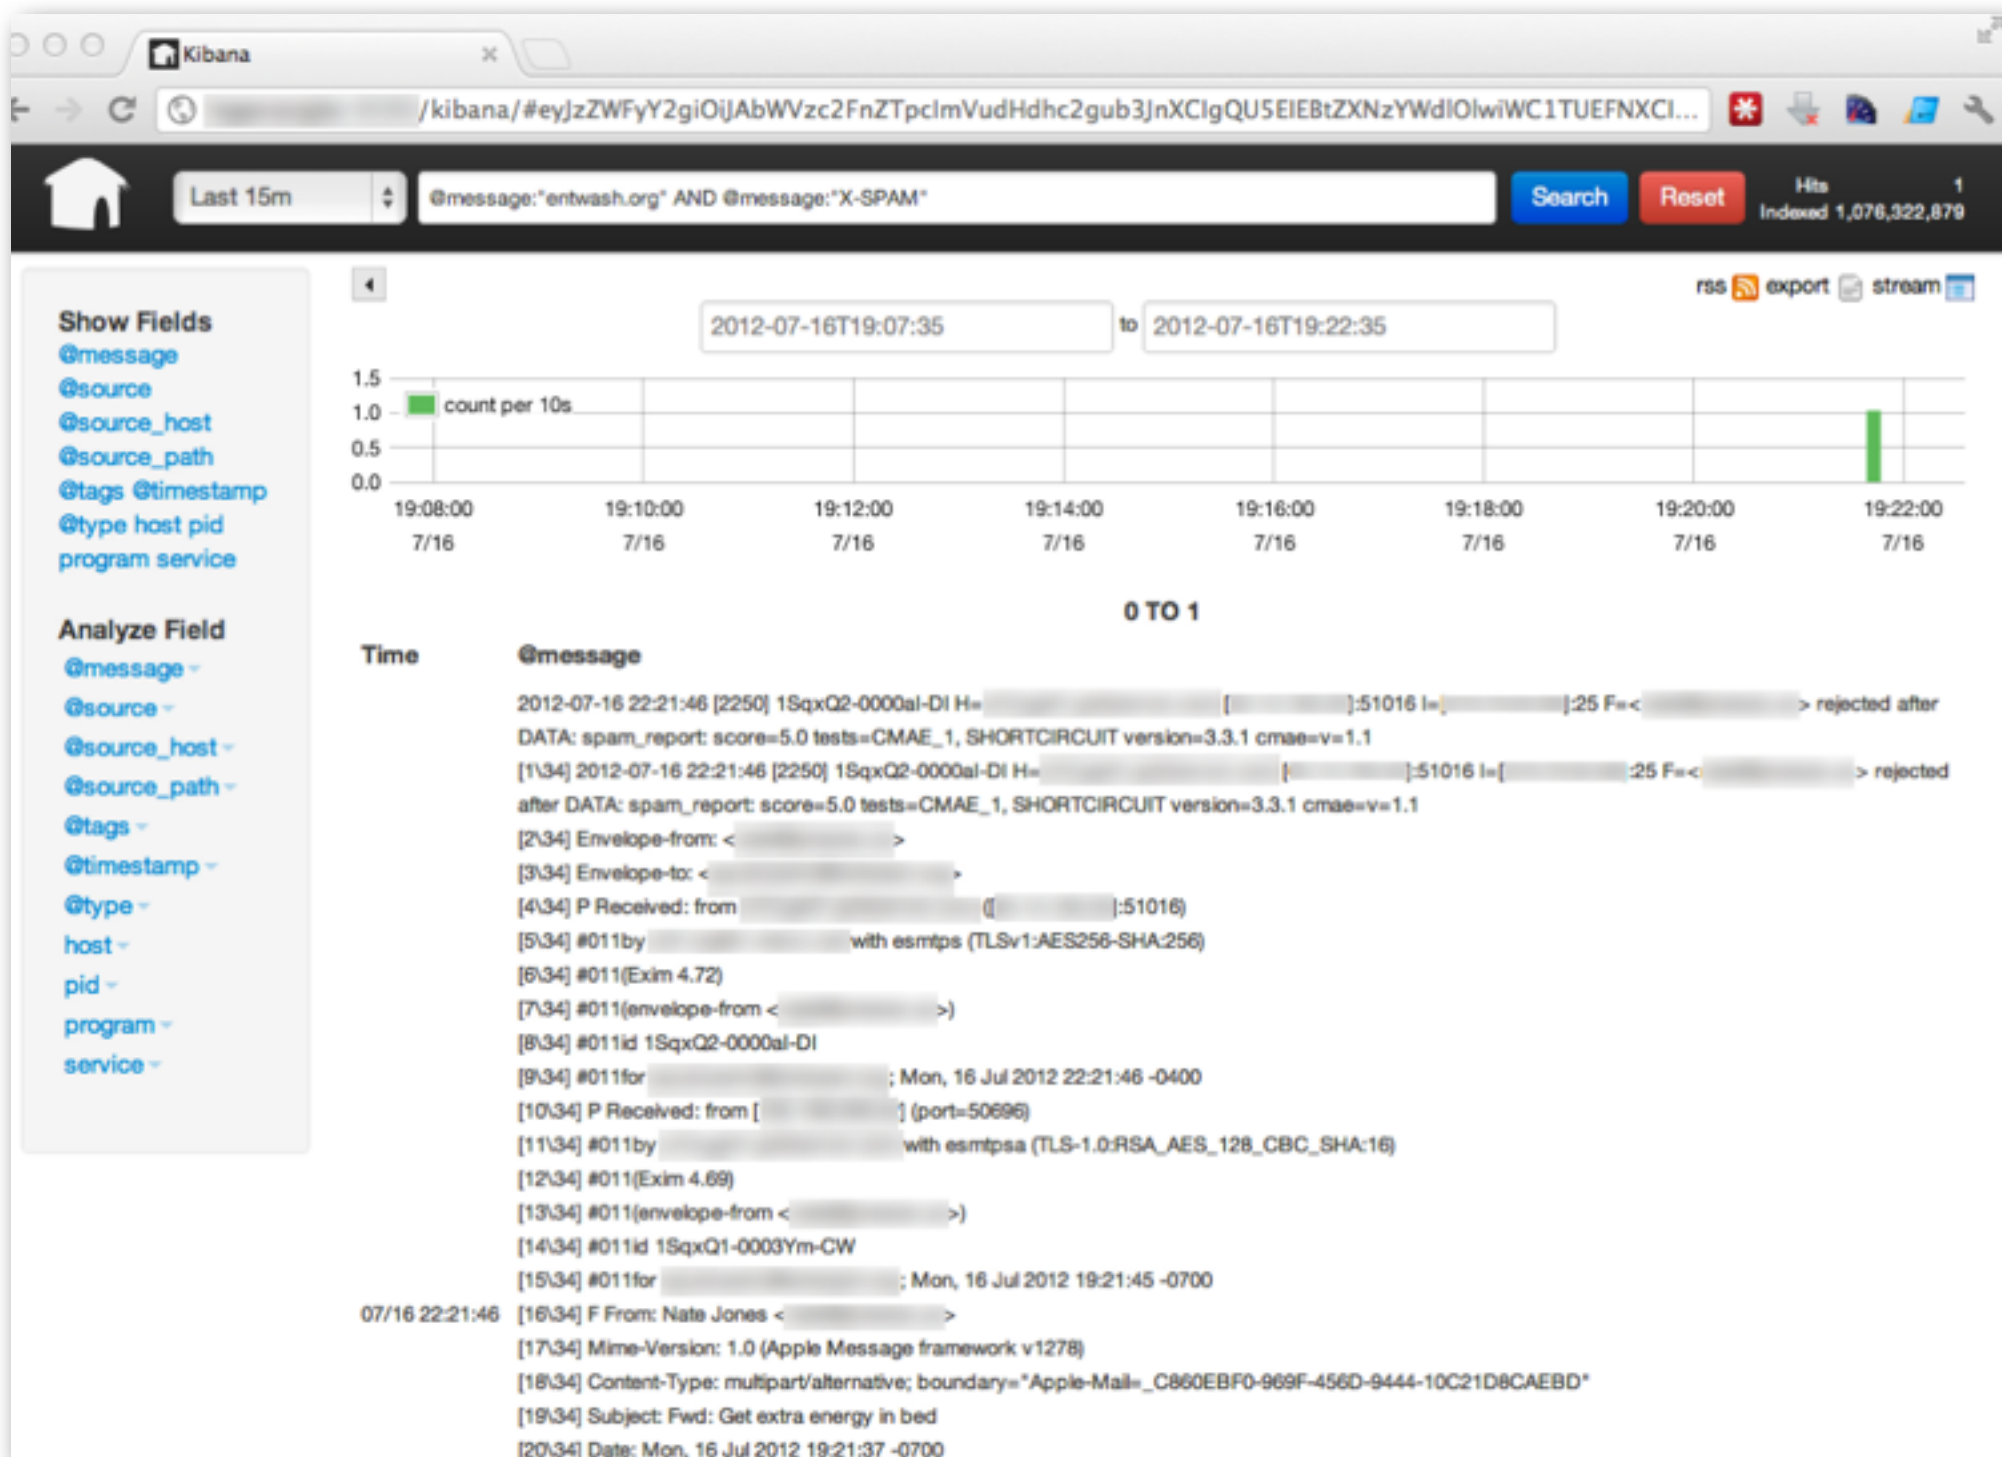 Kibana
/kibana/#eyJzZWFyY2giOiJAbWVzc2FnZTpcImVudHdhc2gub3JnXCIgQU5EIEBtZXNzYWdlOlwiWC1TUEFNXCI...
Last 15m
@message:"entwash.org" AND @message:"X-SPAM"
Search
Reset
Hits 1
Indexed 1,076,322,879
rss export stream
2012-07-16T19:07:35 to 2012-07-16T19:22:35
Show Fields
@message
@source
@source_host
@source_path
@tags @timestamp
@type host pid
program service
Analyze Field
@message
@source
@source_host
@source_path
@tags
@timestamp
@type
host
pid
program
service
1.5
1.0
0.5
0.0
count per 10s
19:08:00 19:10:00 19:12:00 19:14:00 19:16:00 19:18:00 19:20:00 19:22:00
7/16 7/16 7/16 7/16 7/16 7/16 7/16 7/16
0 TO 1
Time @message
2012-07-16 22:21:46 [2250] 1SqxQ2-0000al-DI H= [ ]:51016 I=[ ]:25 F=< > rejected after
DATA: spam_report: score=5.0 tests=CMAE_1, SHORTCIRCUIT version=3.3.1 cmae=v=1.1
[1\34] 2012-07-16 22:21:46 [2250] 1SqxQ2-0000al-DI H= [ ]:51016 I=[ :25 F=< > rejected
after DATA: spam_report: score=5.0 tests=CMAE_1, SHORTCIRCUIT version=3.3.1 cmae=v=1.1
[2\34] Envelope-from: < >
[3\34] Envelope-to: < >
[4\34] P Received: from ([ ]:51016)
[5\34] #011by with esmtps (TLSv1:AES256-SHA:256)
[6\34] #011(Exim 4.72)
[7\34] #011(envelope-from < >)
[8\34] #011id 1SqxQ2-0000al-DI
[9\34] #011for ; Mon, 16 Jul 2012 22:21:46 -0400
[10\34] P Received: from [ ] (port=50696)
[11\34] #011by with esmtpsa (TLS-1.0:RSA_AES_128_CBC_SHA:16)
[12\34] #011(Exim 4.69)
[13\34] #011(envelope-from < >)
[14\34] #011id 1SqxQ1-0003Ym-CW
[15\34] #011for ; Mon, 16 Jul 2012 19:21:45 -0700
07/16 22:21:46 [16\34] F From: Nate Jones < >
[17\34] Mime-Version: 1.0 (Apple Message framework v1278)
[18\34] Content-Type: multipart/alternative; boundary="Apple-Mail=_C860EBF0-969F-456D-9444-10C21D8CAEBD"
[19\34] Subject: Fwd: Get extra energy in bed
[20\34] Date: Mon, 16 Jul 2012 19:21:37 -0700